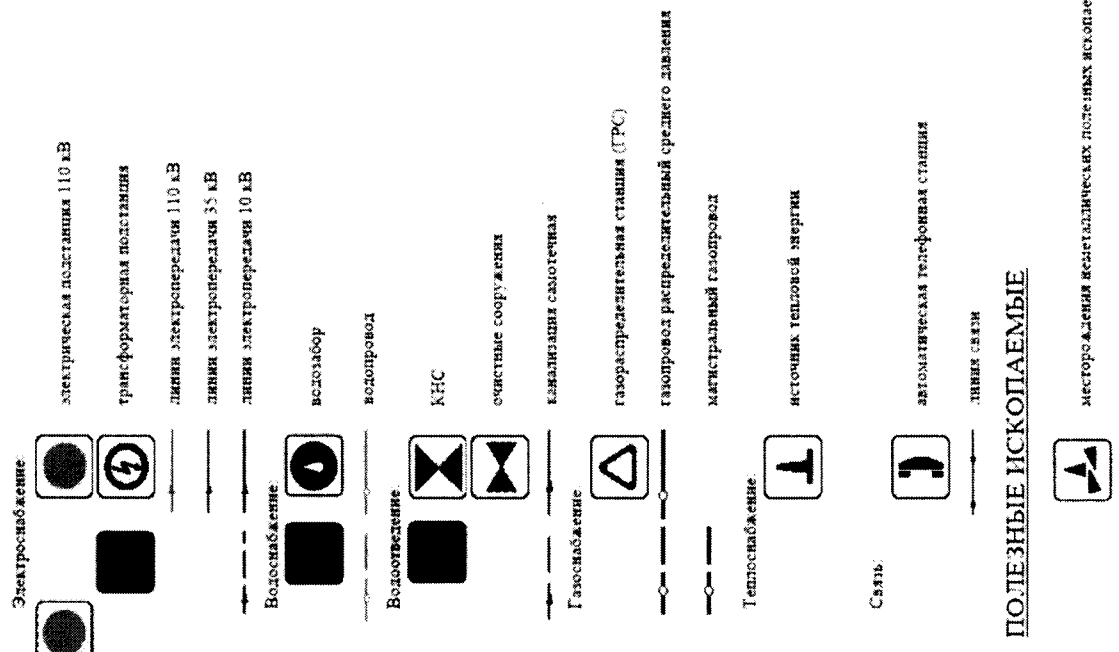 Электроснабжение:
электрическая подстанция 110 кВ
трансформаторная подстанция
линии электропередачи 110 кВ
линии электропередачи 35 кВ
линии электропередачи 10 кВ
Водоснабжение:
водозабор
водопровод
Водоотведение:
КНС
очистные сооружения
канализация самотечная
Газоснабжение:
газораспределительная станция (ГРС)
газопровод распределительный среднего давления
магистральный газопровод
Теплоснабжение:
источник тепловой энергии
Связь:
автоматическая телефонная станция
линия связи
ПОЛЕЗНЫЕ ИСКОПАЕМЫЕ
месторождения неметаллических полезных ископае